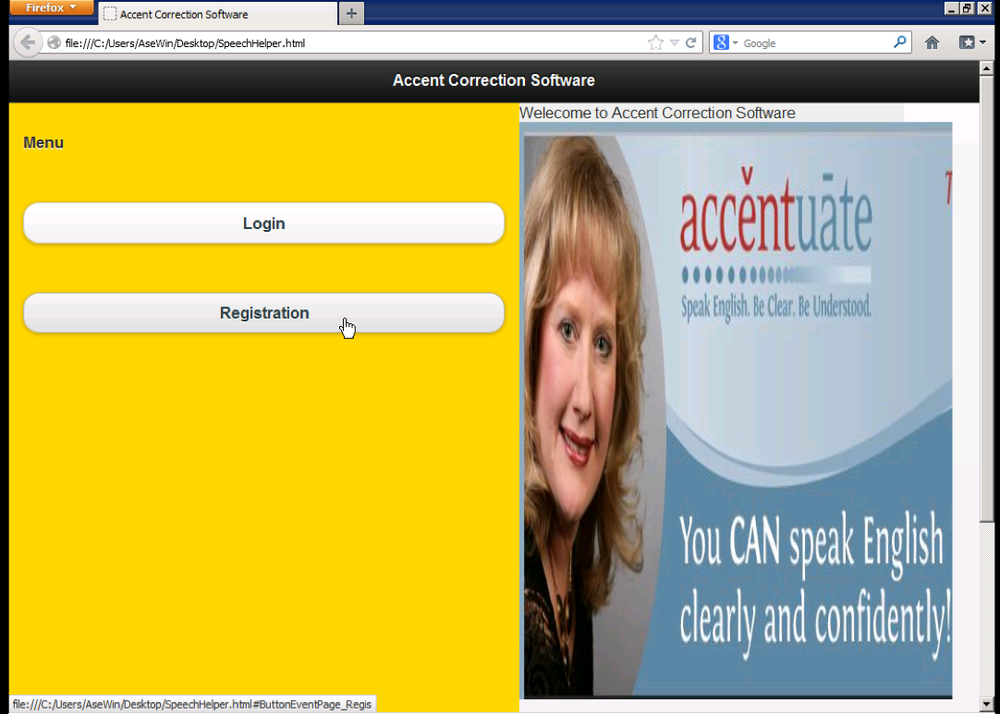 Firefox
Accent Correction Software
file:///C:/Users/AseWin/Desktop/SpeechHelper.html
Google
Accent Correction Software
Menu
Login
Registration
Welecome to Accent Correction Software
accĕntuāte
Speak English. Be Clear. Be Understood.
You CAN speak English
clearly and confidently!
file:///C:/Users/AseWin/Desktop/SpeechHelper.html#ButtonEventPage_Regis